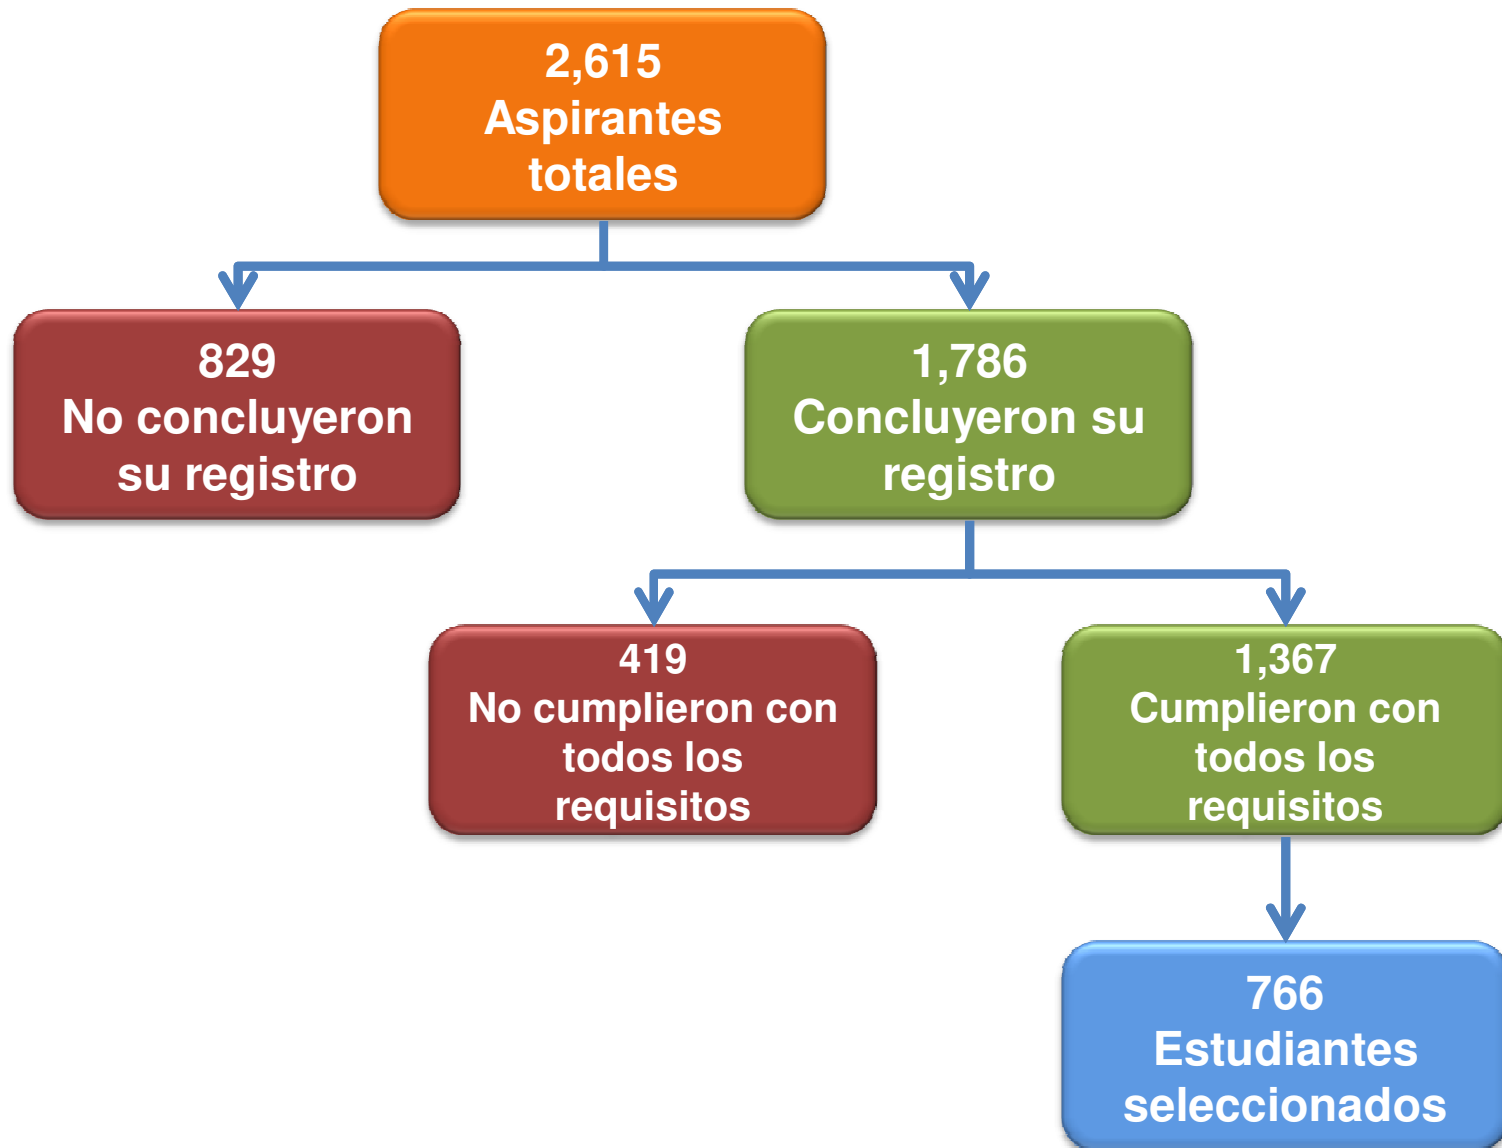 2,615
Aspirantes
totales
829
No concluyeron
su registro
1,786
Concluyeron su
registro
419
No cumplieron con
todos los
requisitos
1,367
Cumplieron con
todos los
requisitos
766
Estudiantes
seleccionados